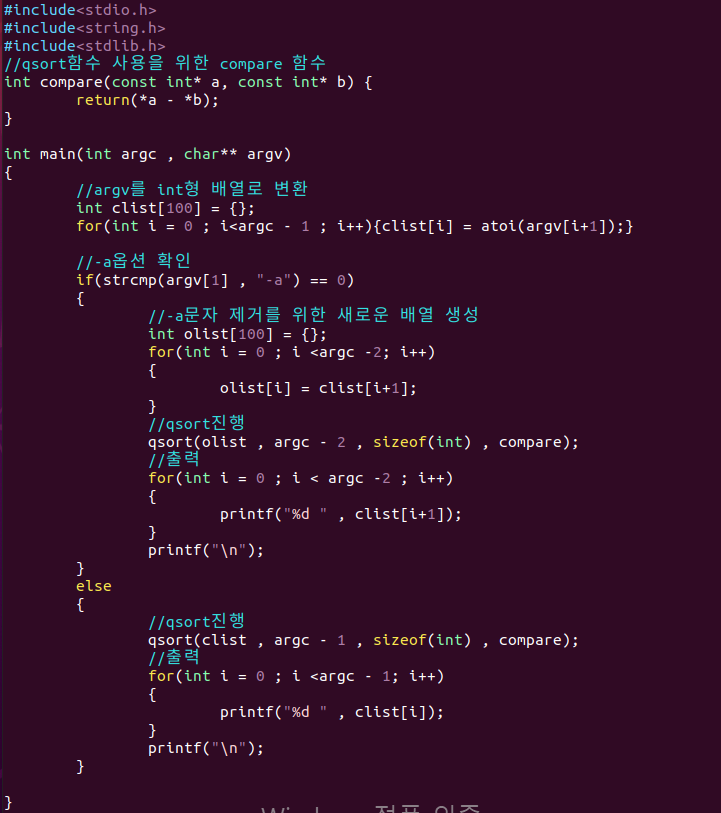 #include<stdio.h>
#include<string.h>
#include<stdlib.h>
//qsort함수 사용을 위한 compare 함수
int compare(const int* a, const int* b) {
        return(*a - *b);
}

int main(int argc , char** argv)
{
        //argv를 int형 배열로 변환
        int clist[100] = {};
        for(int i = 0 ; i<argc - 1 ; i++){clist[i] = atoi(argv[i+1]);}

        //-a옵션 확인
        if(strcmp(argv[1] , "-a") == 0)
        {
                //-a문자 제거를 위한 새로운 배열 생성
                int olist[100] = {};
                for(int i = 0 ; i <argc -2; i++)
                {
                        olist[i] = clist[i+1];
                }
                //qsort진행
                qsort(olist , argc - 2 , sizeof(int) , compare);
                //출력
                for(int i = 0 ; i < argc -2 ; i++)
                {
                        printf("%d " , clist[i+1]);
                }
                printf("\n");
        }
        else
        {
                //qsort진행
                qsort(clist , argc - 1 , sizeof(int) , compare);
                //출력
                for(int i = 0 ; i <argc - 1; i++)
                {
                        printf("%d " , clist[i]);
                }
                printf("\n");
        }

}